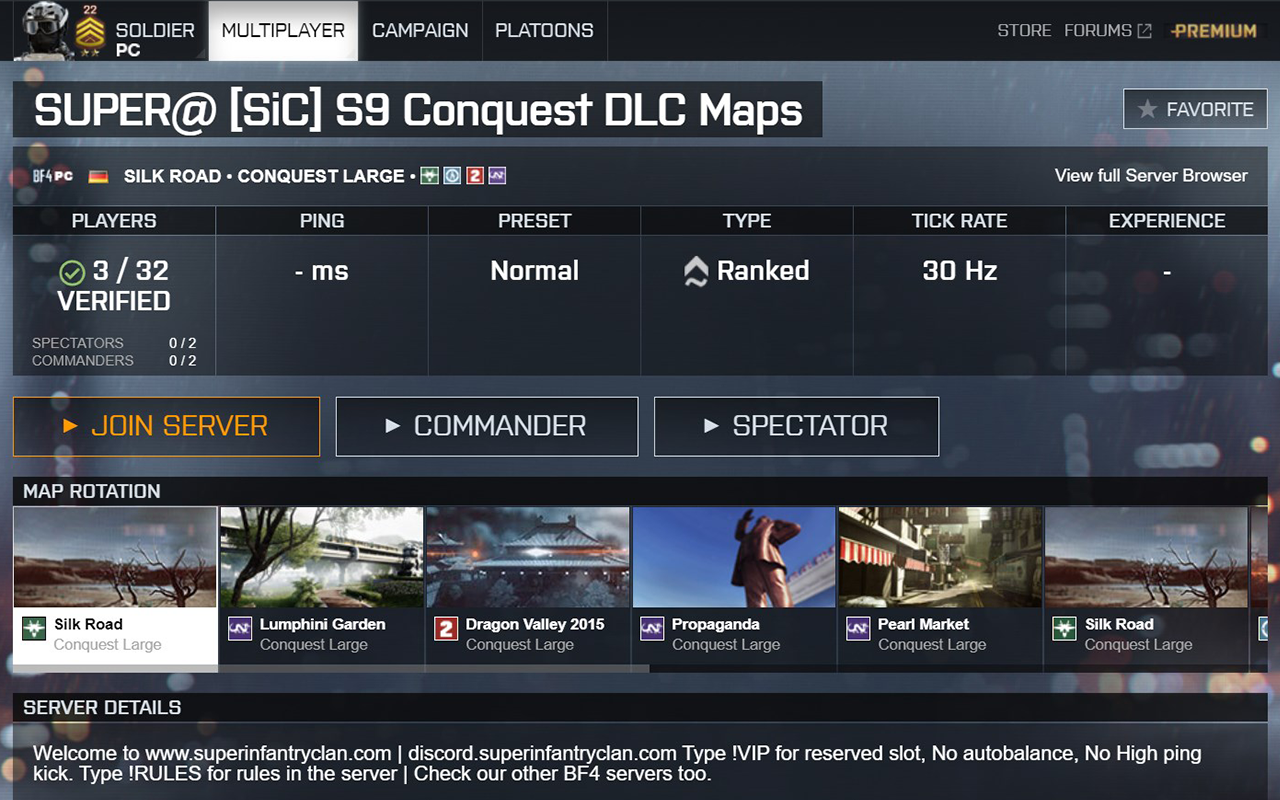 22
SOLDIER
PC
MULTIPLAYER
CAMPAIGN
PLATOONS
STORE
FORUMS
PREMIUM
SUPER@ [SiC] S9 Conquest DLC Maps
FAVORITE
BF4 PC
SILK ROAD • CONQUEST LARGE •
2
View full Server Browser
PLAYERS
PING
PRESET
TYPE
TICK RATE
EXPERIENCE
3 / 32
VERIFIED
- ms
Normal
Ranked
30 Hz
-
SPECTATORS 0 / 2
COMMANDERS 0 / 2
JOIN SERVER
COMMANDER
SPECTATOR
MAP ROTATION
Silk Road
Conquest Large
Lumphini Garden
Conquest Large
2
Dragon Valley 2015
Conquest Large
Propaganda
Conquest Large
Pearl Market
Conquest Large
Silk Road
Conquest Large
SERVER DETAILS
Welcome to www.superinfantryclan.com | discord.superinfantryclan.com Type !VIP for reserved slot, No autobalance, No High ping
kick. Type !RULES for rules in the server | Check our other BF4 servers too.